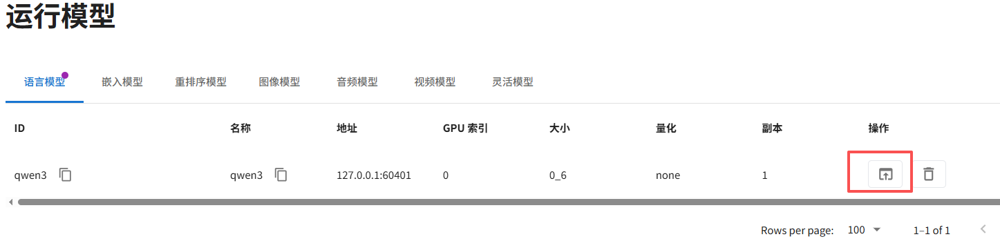 运行模型
语言模型 嵌入模型 重排序模型 图像模型 音频模型 视频模型 灵活模型
ID 名称 地址 GPU 索引 大小 量化 副本 操作
qwen3 qwen3 127.0.0.1:60401 0 0_6 none 1
Rows per page: 100 1–1 of 1